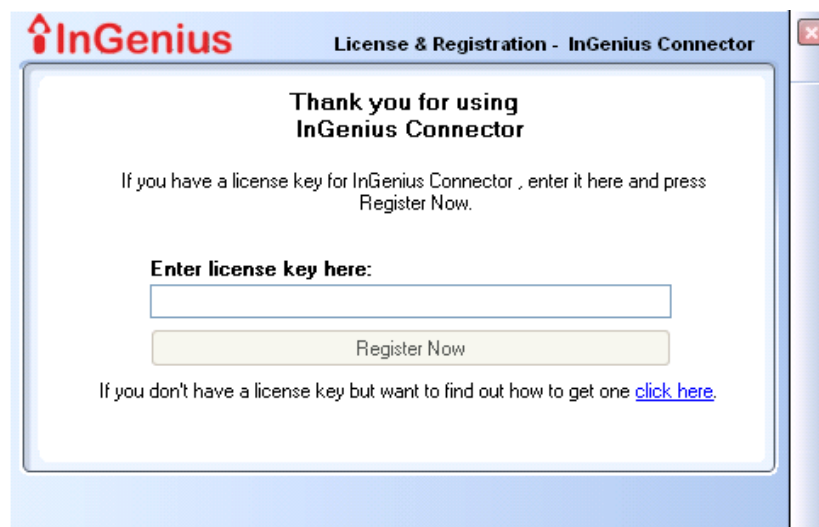 InGenius
License & Registration - InGenius Connector
Thank you for using
InGenius Connector
If you have a license key for InGenius Connector , enter it here and press
Register Now.
Enter license key here:
Register Now
If you don't have a license key but want to find out how to get one click here.